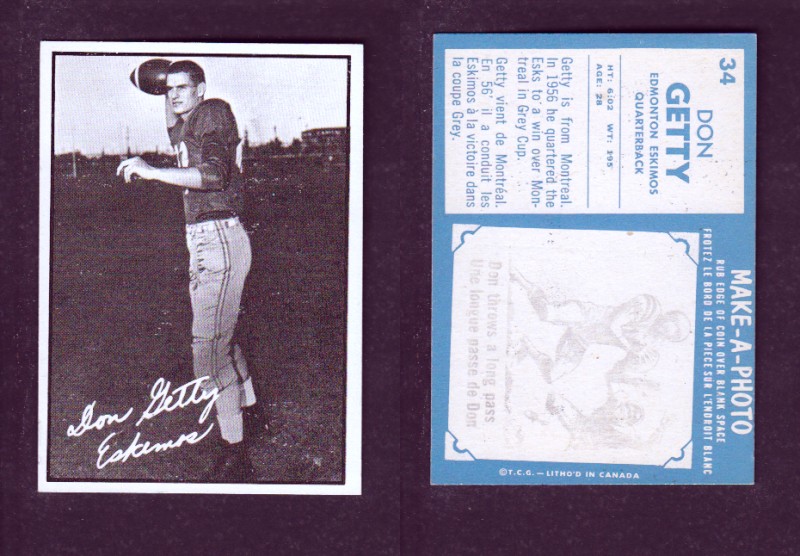 Don Getty
Eskimos
34
DON
GETTY
EDMONTON ESKIMOS
QUARTERBACK
HT: 6:02 WT: 195
AGE: 28
Getty is from Montreal.
In 1956 he quartered the
Esks to a win over Mon-
treal in Grey Cup.
Getty vient de Montréal.
En 56' il a conduit les
Eskimos à la victoire dans
la coupe Grey.
MAKE-A-PHOTO
RUB EDGE OF COIN OVER BLANK SPACE
FROTEZ LE BORD DE LA PIECE SUR L'ENDROIT BLANC
Don throws a long pass
Une longue passe de Don
©T.C.G. — LITHO'D IN CANADA